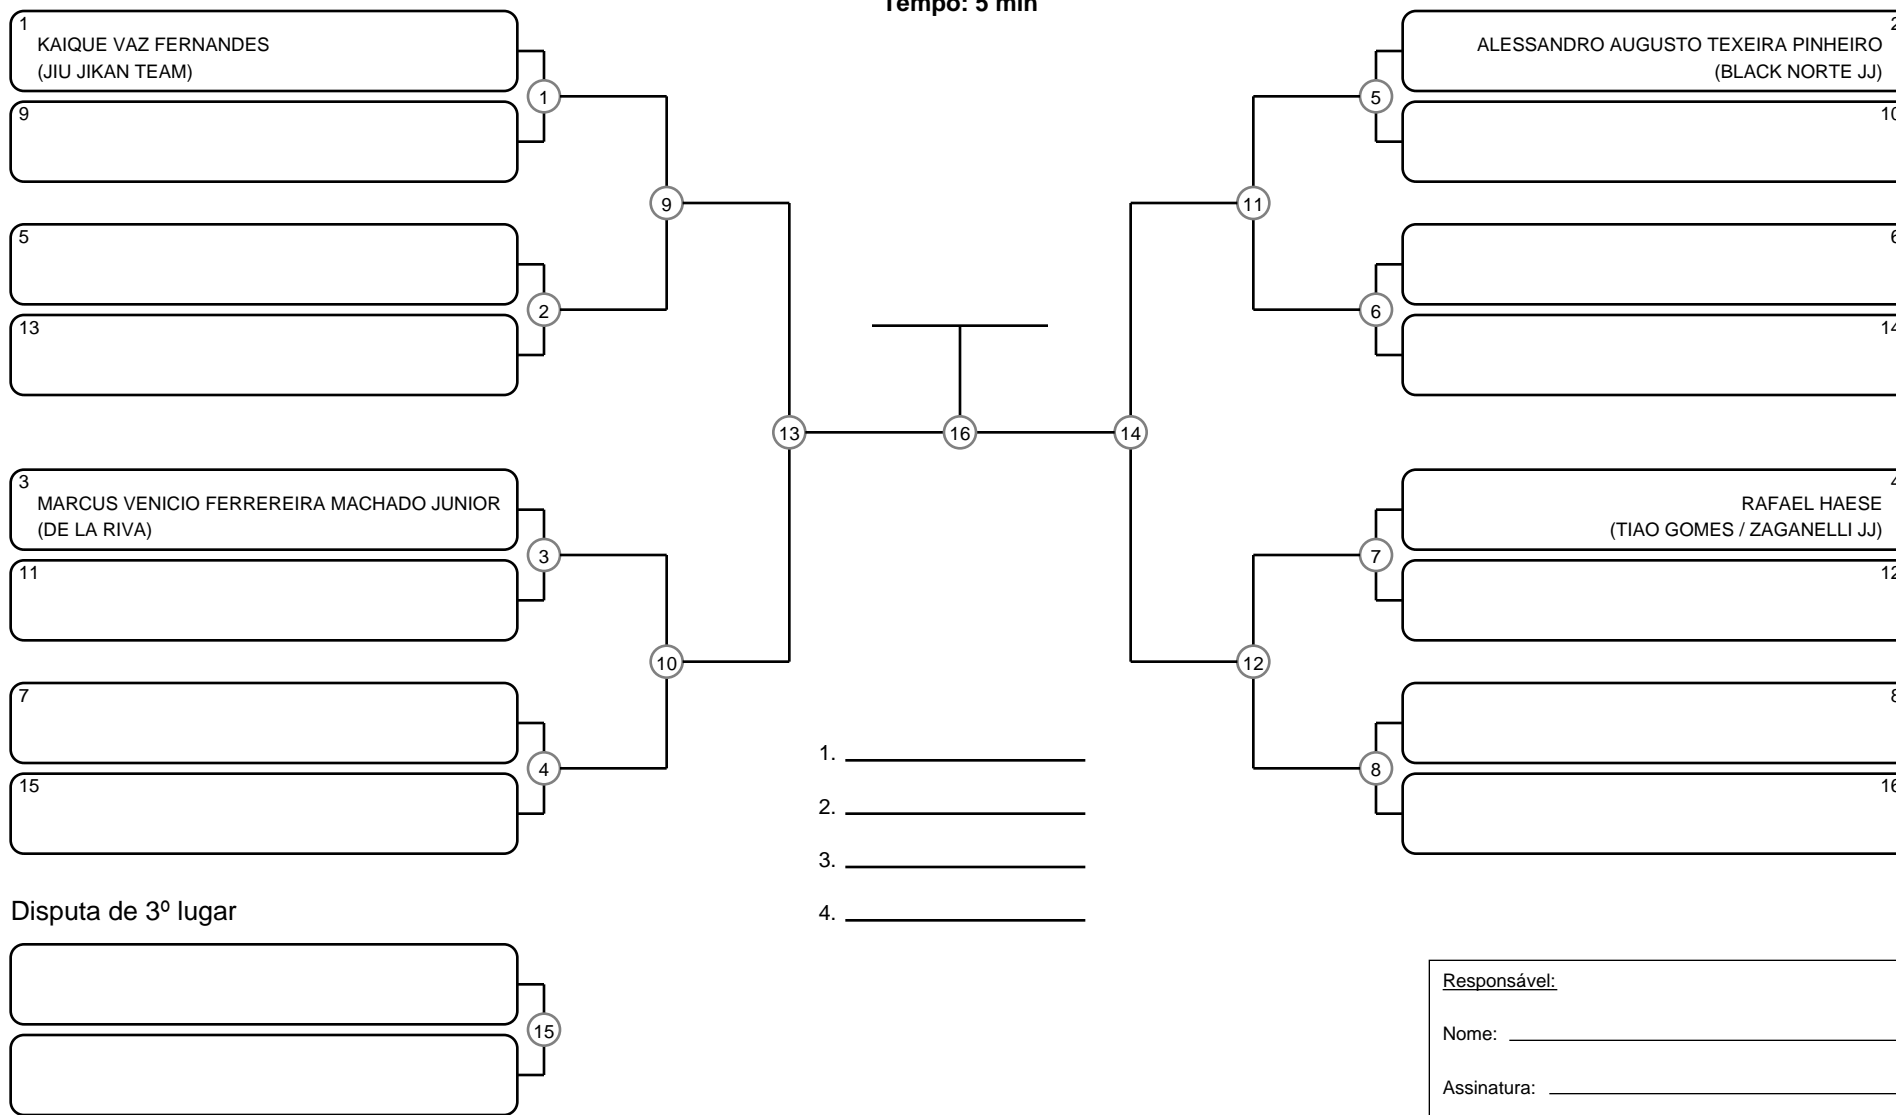 Tempo: 5 min
1
KAIQUE VAZ FERNANDES
(JIU JIKAN TEAM)
9
5
13
3
MARCUS VENICIO FERREREIRA MACHADO JUNIOR
(DE LA RIVA)
11
7
15
1
2
3
4
9
10
13
16
14
11
12
5
6
7
8
2
ALESSANDRO AUGUSTO TEXEIRA PINHEIRO
(BLACK NORTE JJ)
10
6
14
4
RAFAEL HAESE
(TIAO GOMES / ZAGANELLI JJ)
12
8
16
1.
2.
3.
4.
Disputa de 3º lugar
15
Responsável:
Nome:
Assinatura: